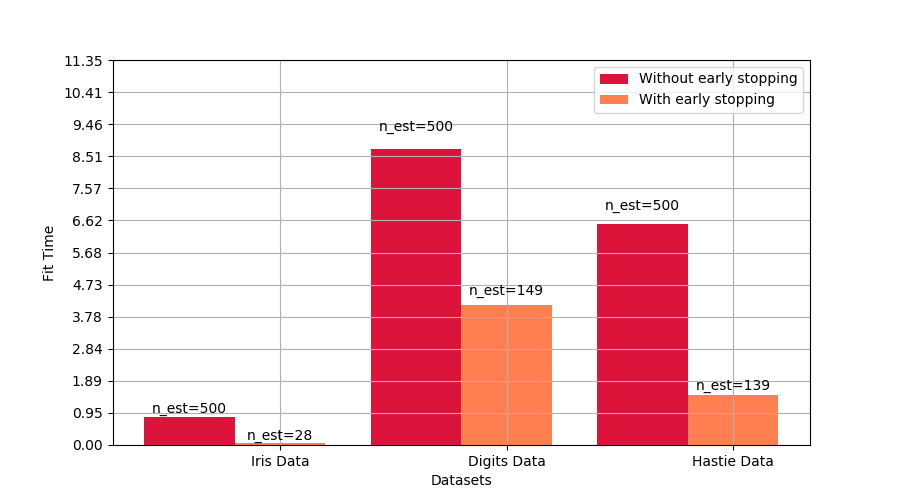 11.35
10.41
9.46
8.51
7.57
6.62
5.68
4.73
3.78
2.84
1.89
0.95
0.00
Fit Time
Without early stopping
With early stopping
n_est=500
n_est=28
n_est=500
n_est=149
n_est=500
n_est=139
Iris Data
Digits Data
Hastie Data
Datasets